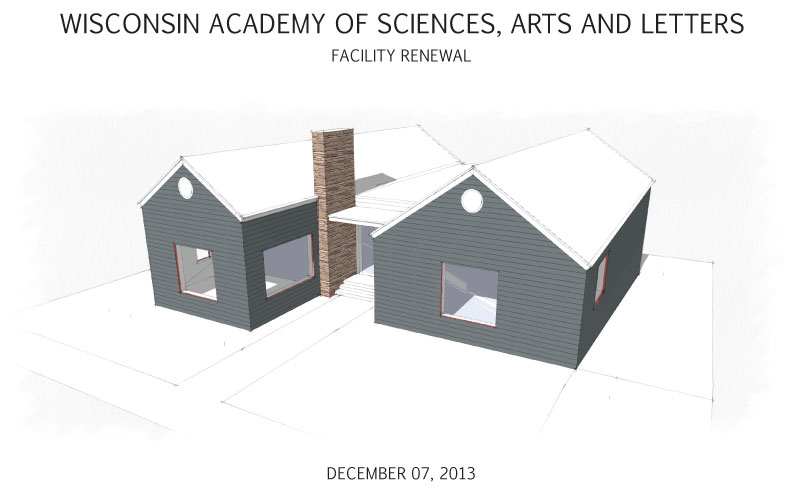 WISCONSIN ACADEMY OF SCIENCES, ARTS AND LETTERS
FACILITY RENEWAL
DECEMBER 07, 2013